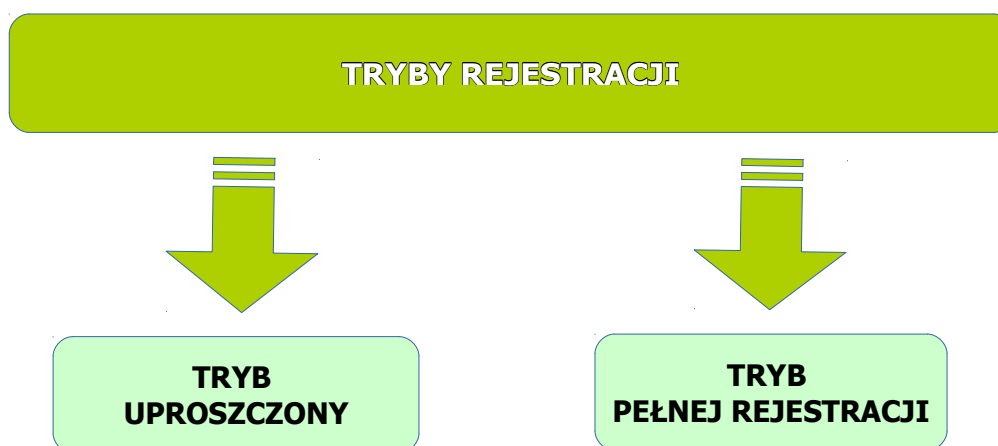 TRYBY REJESTRACJI
TRYB
UPROSZCZONY
TRYB
PEŁNEJ REJESTRACJI